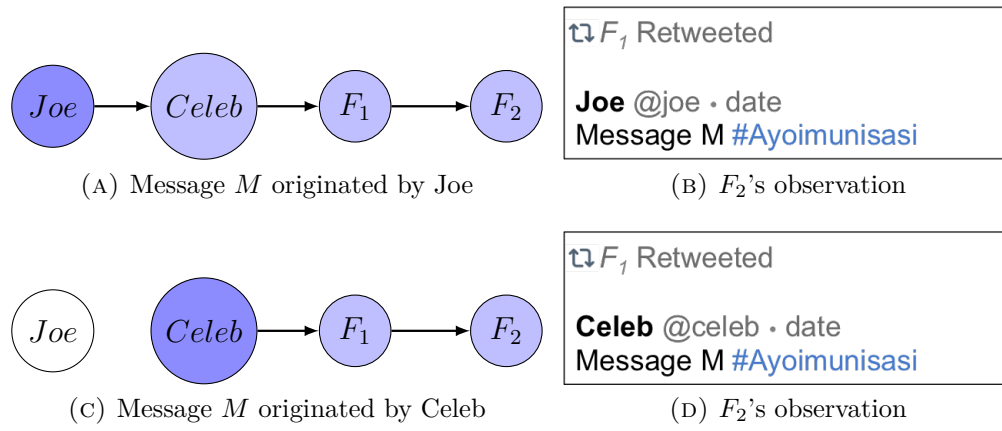 Joe Celeb F₁ F₂
(A) Message M originated by Joe
F₁ Retweeted
Joe @joe • date
Message M #Ayoimunisasi
(B) F₂'s observation
Joe Celeb F₁ F₂
(C) Message M originated by Celeb
F₁ Retweeted
Celeb @celeb • date
Message M #Ayoimunisasi
(D) F₂'s observation